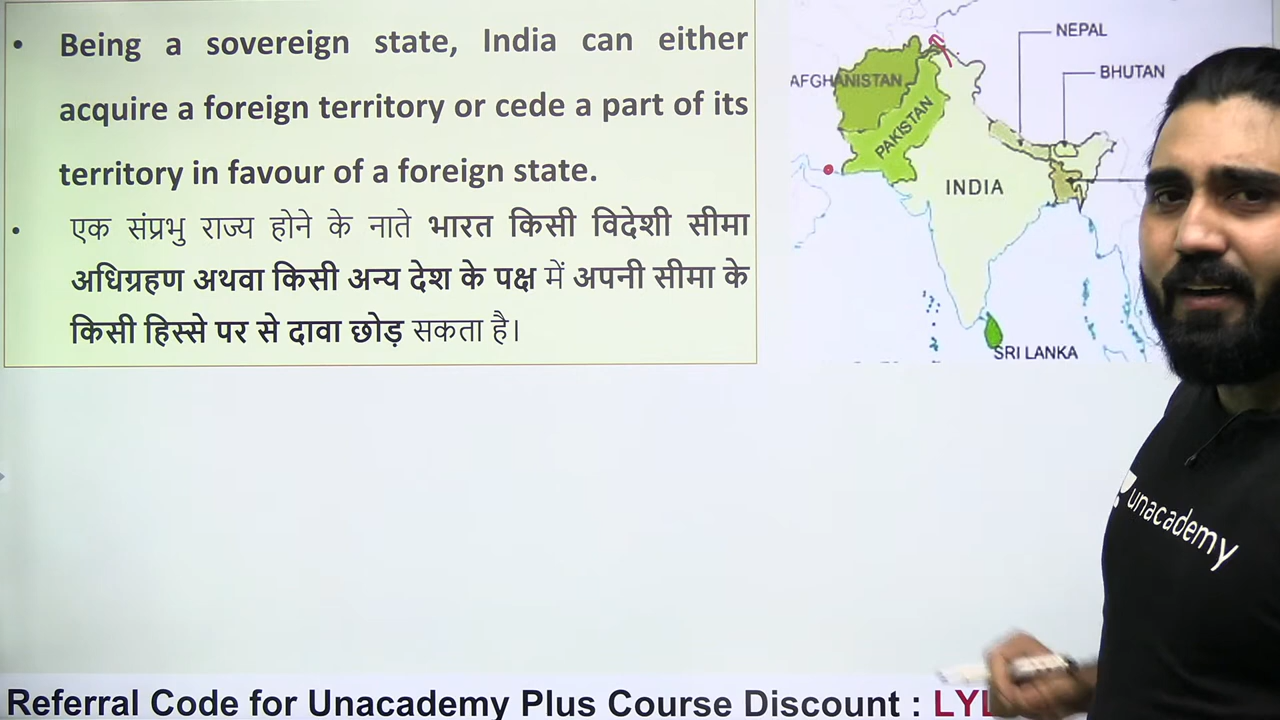 • Being a sovereign state, India can either
acquire a foreign territory or cede a part of its
territory in favour of a foreign state.
• एक संप्रभु राज्य होने के नाते भारत किसी विदेशी सीमा
अधिग्रहण अथवा किसी अन्य देश के पक्ष में अपनी सीमा के
किसी हिस्से पर से दावा छोड़ सकता है।
NEPAL
BHUTAN
AFGHANISTAN
PAKISTAN
INDIA
SRI LANKA
unacademy
Referral Code for Unacademy Plus Course Discount :